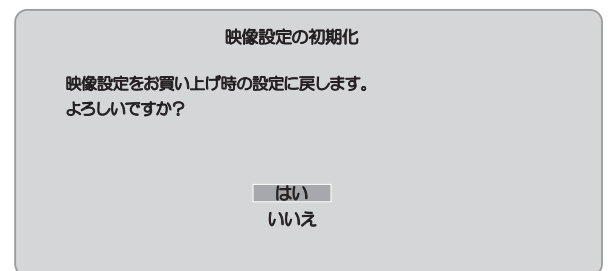 映像設定の初期化
映像設定をお買い上げ時の設定に戻します。
よろしいですか？
はい
いいえ